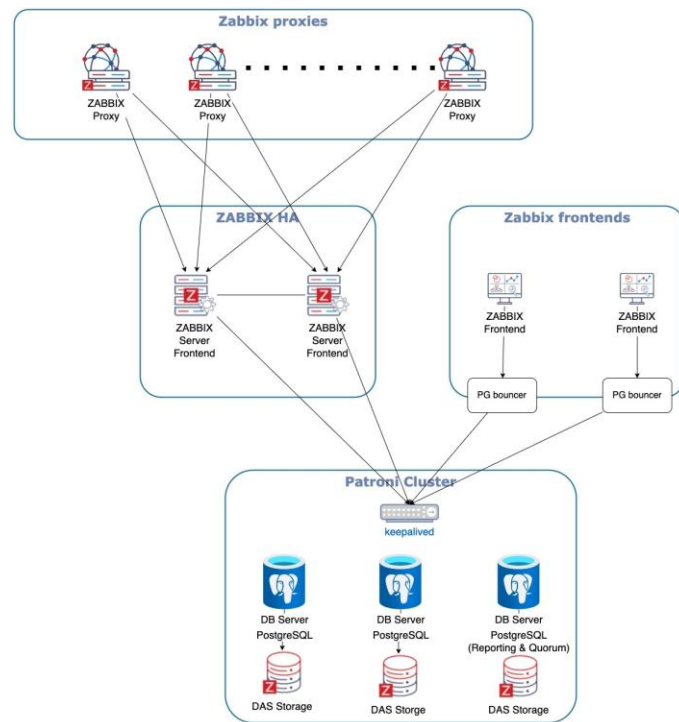 Zabbix proxies
ZABBIX
Proxy
ZABBIX
Proxy
ZABBIX
Proxy
ZABBIX HA
ZABBIX
Server
Frontend
ZABBIX
Server
Frontend
Zabbix frontends
ZABBIX
Frontend
ZABBIX
Frontend
PG bouncer
PG bouncer
Patroni Cluster
keepalived
DB Server
PostgreSQL
DAS Storage
DB Server
PostgreSQL
DAS Storge
DB Server
PostgreSQL
(Reporting & Quorum)
DAS Storage